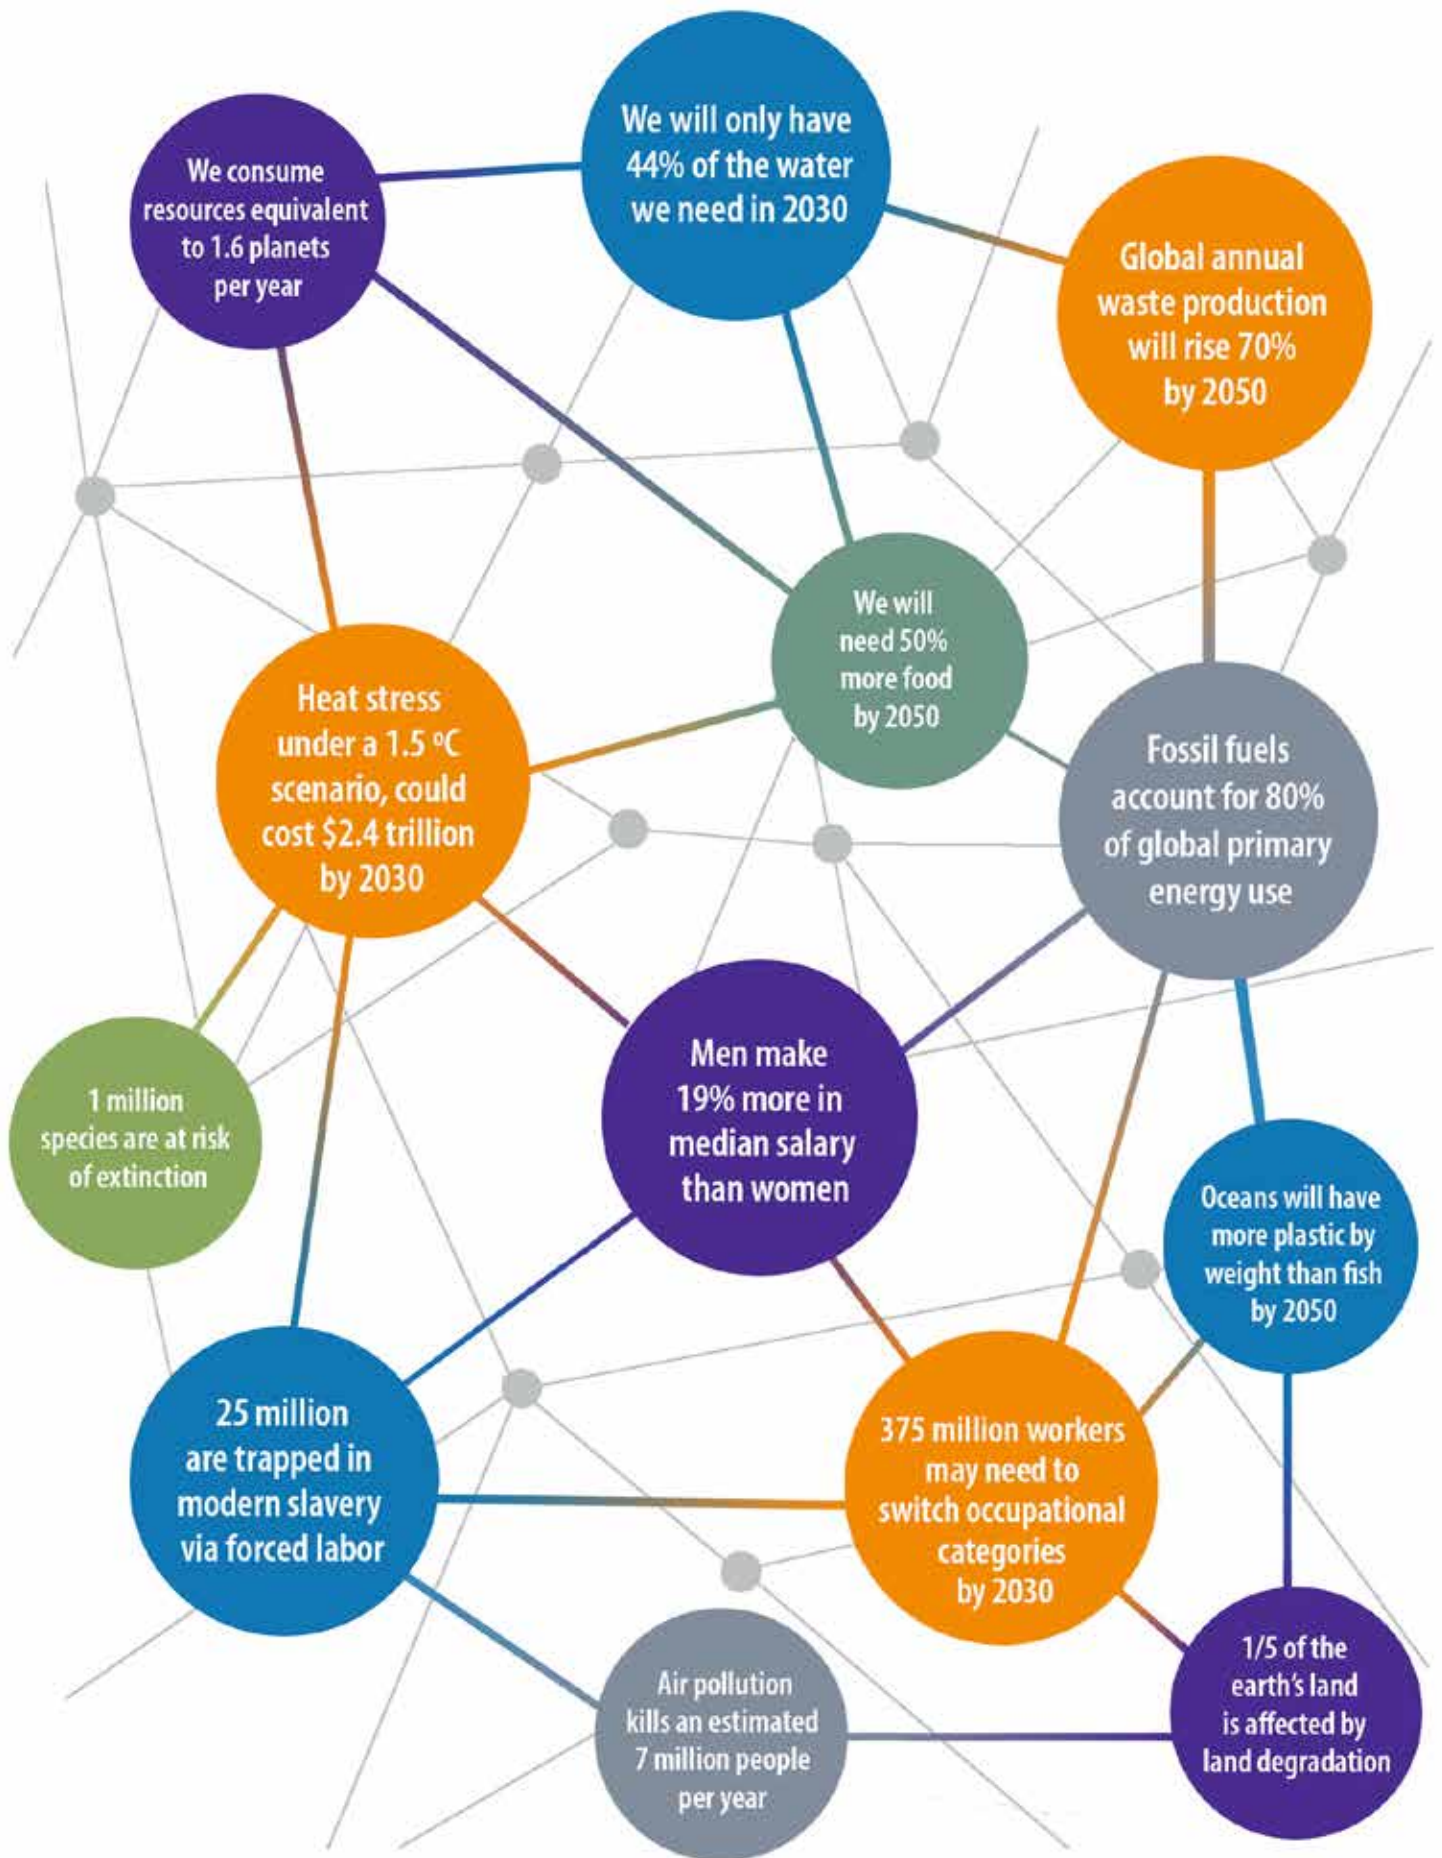 We will only have
44% of the water
we need in 2030
We consume
resources equivalent
to 1.6 planets
per year
Global annual
waste production
will rise 70%
by 2050
We will
need 50%
more food
by 2050
Heat stress
under a 1.5 ºC
scenario, could
cost $2.4 trillion
by 2030
Fossil fuels
account for 80%
of global primary
energy use
Men make
19% more in
median salary
than women
1 million
species are at risk
of extinction
Oceans will have
more plastic by
weight than fish
by 2050
25 million
are trapped in
modern slavery
via forced labor
375 million workers
may need to
switch occupational
categories
by 2030
Air pollution
kills an estimated
7 million people
per year
1/5 of the
earth's land
is affected by
land degradation